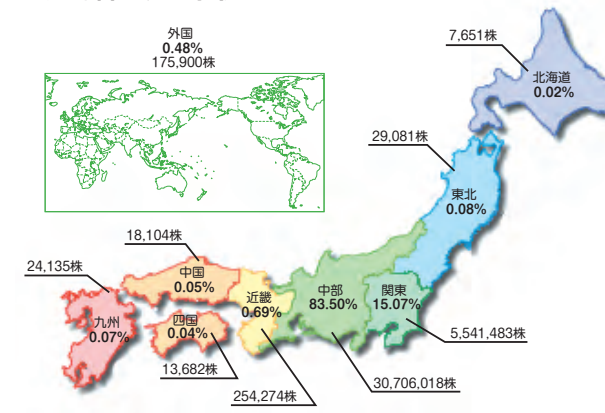 外国
0.48%
175,900株
7,651株
北海道
0.02%
29,081株
東北
0.08%
18,104株
24,135株
中国
0.05%
近畿
0.69%
中部
83.50%
関東
15.07%
九州
0.07%
四国
0.04%
5,541,483株
13,682株
30,706,018株
254,274株